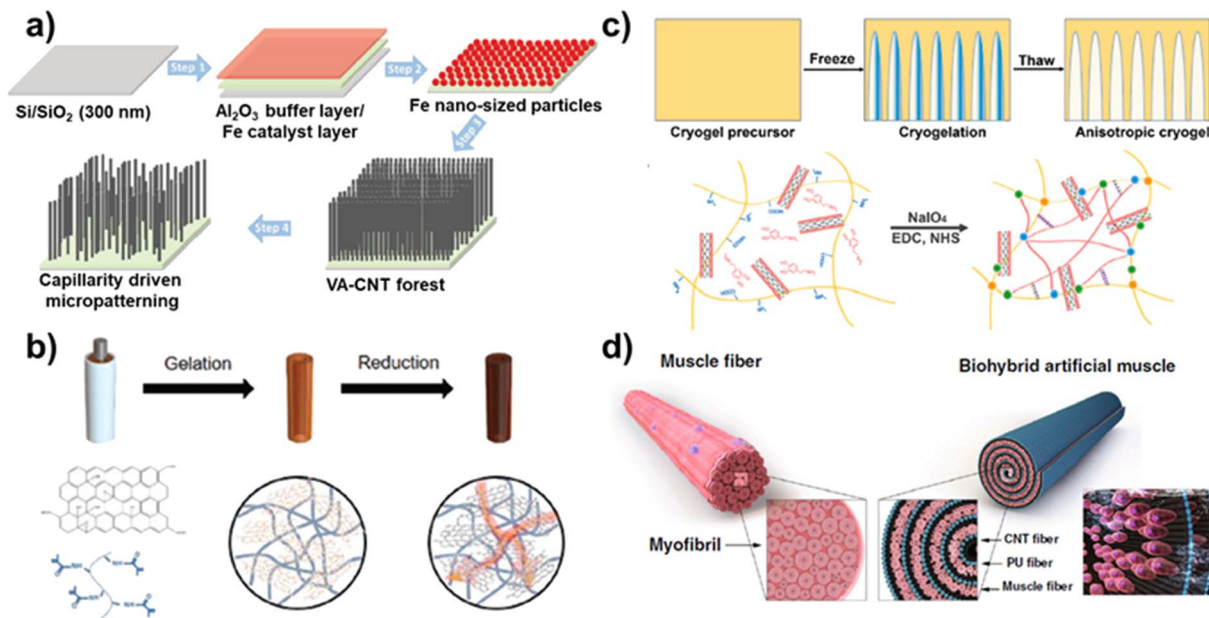 a)
Si/SiO₂ (300 nm)
Step 1
Al₂O₃ buffer layer/
Fe catalyst layer
Step 2
Fe nano-sized particles
Step 3
VA-CNT forest
Step 4
Capillarity driven
micropatterning
b)
Gelation
Reduction
c)
Cryogel precursor
Freeze
Cryogelation
Thaw
Anisotropic cryogel
NaIO₄
EDC, NHS
d)
Muscle fiber
Myofibril
Biohybrid artificial muscle
CNT fiber
PU fiber
Muscle fiber